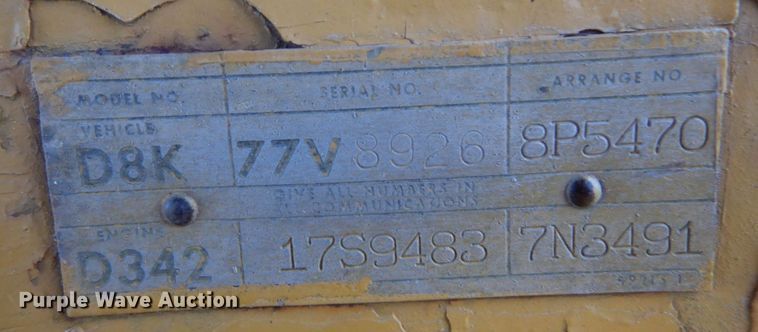 MODEL NO. SERIAL NO. ARRANGE NO
VEHICLE
D8K 77V8926 8P5470
GIVE ALL NUMBERS IN
COMMUNICATIONS
ENGINE
D342 17S9483 7N3491
Purple Wave Auction